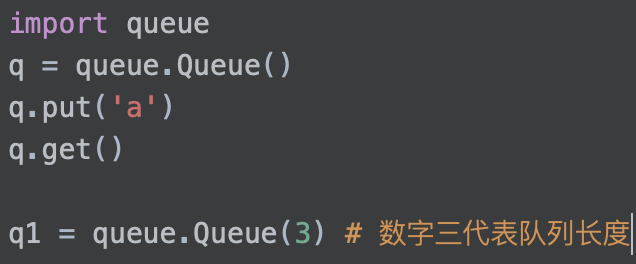 import queue
q = queue.Queue()
q.put('a')
q.get()
q1 = queue.Queue(3) # 数字三代表队列长度